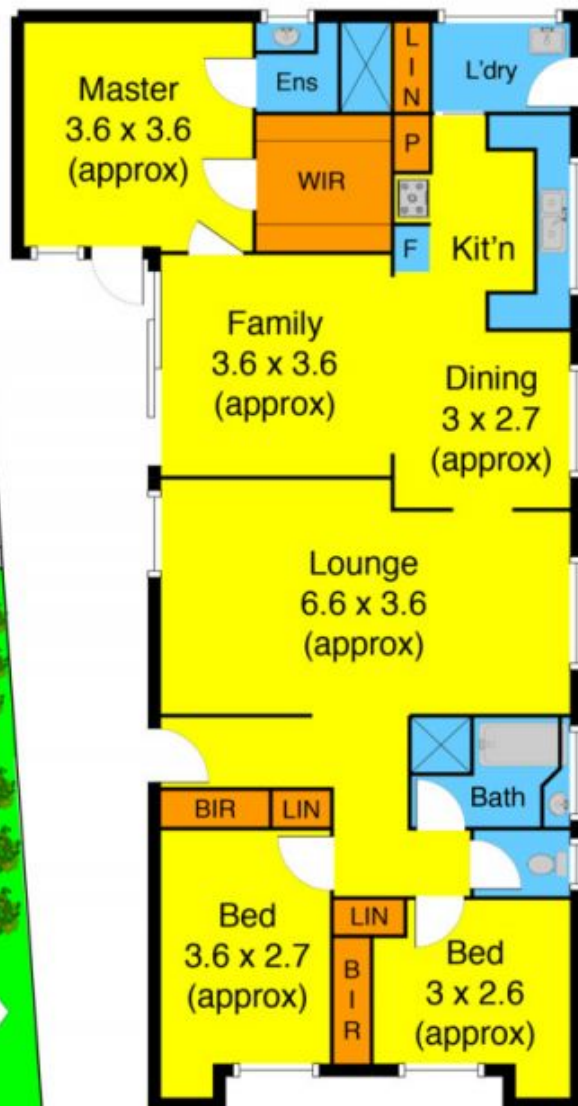 Master
3.6 x 3.6
(approx)
Ens
L
I
N
L'dry
WIR
P
F
Kit'n
Family
3.6 x 3.6
(approx)
Dining
3 x 2.7
(approx)
Lounge
6.6 x 3.6
(approx)
Bath
BIR
LIN
Bed
3.6 x 2.7
(approx)
LIN
B
I
R
Bed
3 x 2.6
(approx)